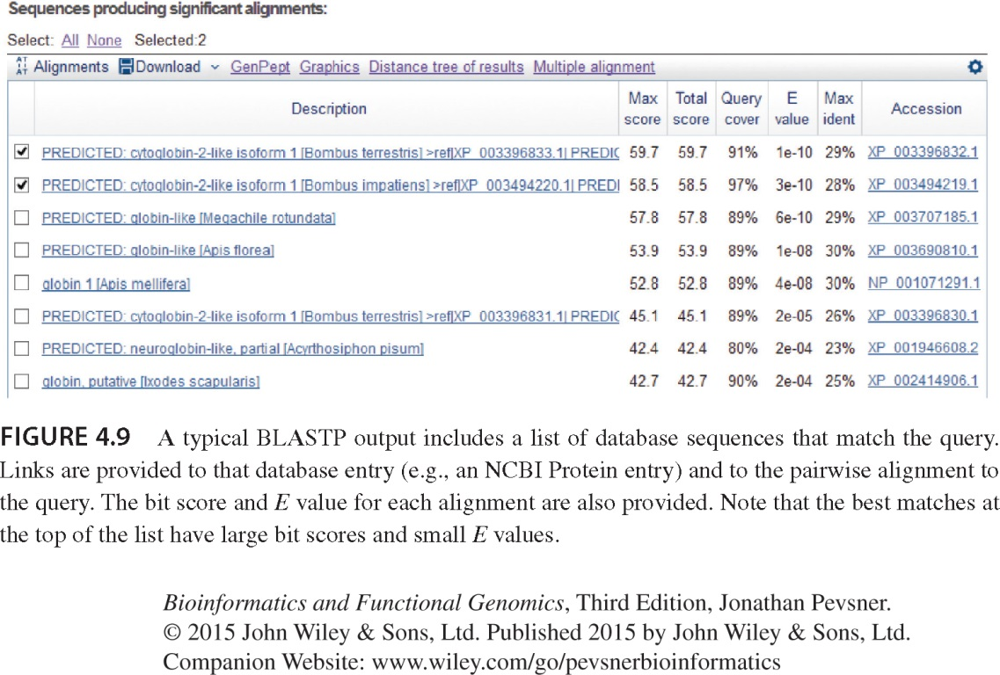 Sequences producing significant alignments:
Select: All None Selected:2
Alignments Download GenPept Graphics Distance tree of results Multiple alignment
Description Max score Total score Query cover E value Max ident Accession
PREDICTED: cytoglobin-2-like isoform 1 [Bombus terrestris] >ref|XP_003396833.1| PREDIC 59.7 59.7 91% 1e-10 29% XP_003396832.1
PREDICTED: cytoglobin-2-like isoform 1 [Bombus impatiens] >ref|XP_003494220.1| PREDI 58.5 58.5 97% 3e-10 28% XP_003494219.1
PREDICTED: globin-like [Megachile rotundata] 57.8 57.8 89% 6e-10 29% XP_003707185.1
PREDICTED: globin-like [Apis florea] 53.9 53.9 89% 1e-08 30% XP_003690810.1
globin 1 [Apis mellifera] 52.8 52.8 89% 4e-08 30% NP_001071291.1
PREDICTED: cytoglobin-2-like isoform 1 [Bombus terrestris] >ref|XP_003396831.1| PREDIC 45.1 45.1 89% 2e-05 26% XP_003396830.1
PREDICTED: neuroglobin-like, partial [Acyrthosiphon pisum] 42.4 42.4 80% 2e-04 23% XP_001946608.2
globin, putative [Ixodes scapularis] 42.7 42.7 90% 2e-04 25% XP_002414906.1
FIGURE 4.9 A typical BLASTP output includes a list of database sequences that match the query.
Links are provided to that database entry (e.g., an NCBI Protein entry) and to the pairwise alignment to
the query. The bit score and E value for each alignment are also provided. Note that the best matches at
the top of the list have large bit scores and small E values.
Bioinformatics and Functional Genomics, Third Edition, Jonathan Pevsner.
© 2015 John Wiley & Sons, Ltd. Published 2015 by John Wiley & Sons, Ltd.
Companion Website: www.wiley.com/go/pevsnerbioinformatics